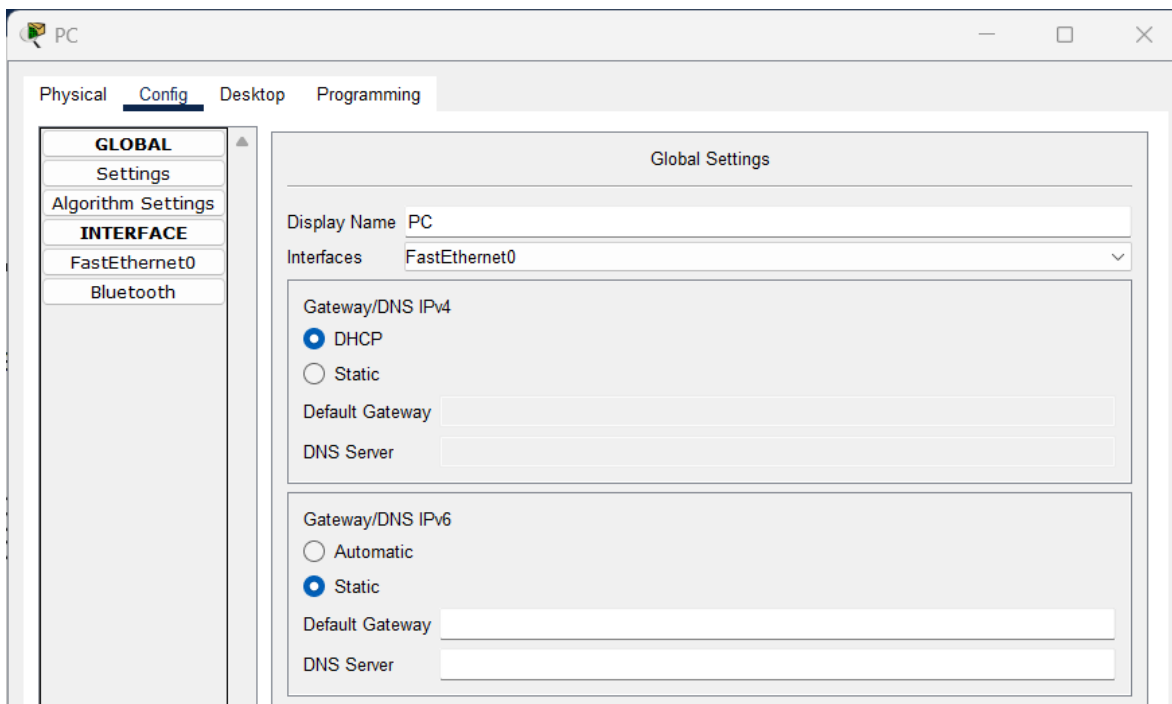 PC
Physical Config Desktop Programming
GLOBAL
Settings
Algorithm Settings
INTERFACE
FastEthernet0
Bluetooth
Global Settings
Display Name PC
Interfaces FastEthernet0
Gateway/DNS IPv4
DHCP
Static
Default Gateway
DNS Server
Gateway/DNS IPv6
Automatic
Static
Default Gateway
DNS Server